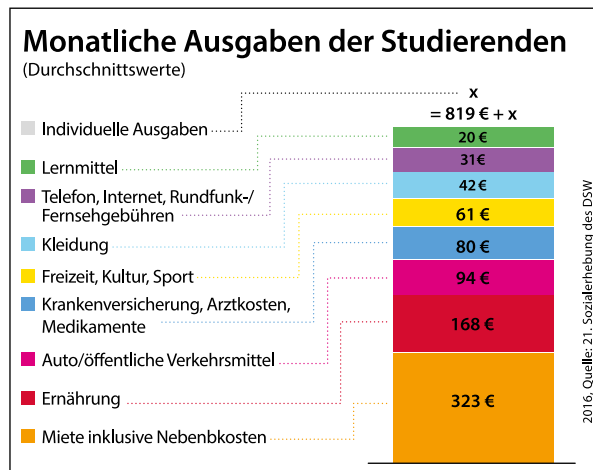 Monatliche Ausgaben der Studierenden
(Durchschnittswerte)
x
= 819 € + x
Individuelle Ausgaben
20 €
Lernmittel
31€
Telefon, Internet, Rundfunk-/
Fernsehgebühren
42 €
Kleidung
61 €
Freizeit, Kultur, Sport
80 €
Krankenversicherung, Arztkosten,
Medikamente
94 €
Auto/öffentliche Verkehrsmittel
168 €
Ernährung
323 €
Miete inklusive Nebenbkosten
2016, Quelle: 21. Sozialerhebung des DSW